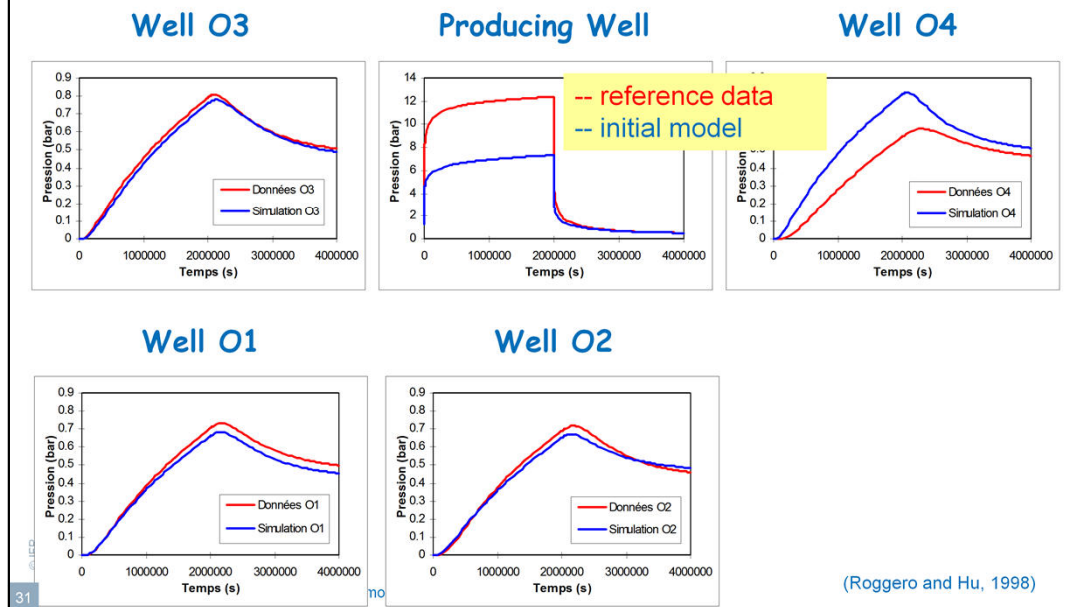 Well O3
Producing Well
Well O4
0.9
0.8
0.7
0.6
0.5
0.4
0.3
0.2
0.1
0
Pression (bar)
Données O3
Simulation O3
0 1000000 2000000 3000000 4000000
Temps (s)
14
12
10
8
6
4
2
0
Pression (bar)
-- reference data
-- initial model
0 1000000 2000000 3000000 4000000
Temps (s)
0.5
0.4
0.3
0.2
0.1
0
Pression (bar)
Données O4
Simulation O4
0 1000000 2000000 3000000 4000000
Temps (s)
Well O1
Well O2
0.9
0.8
0.7
0.6
0.5
0.4
0.3
0.2
0.1
0
Pression (bar)
Données O1
Simulation O1
0 1000000 2000000 3000000 4000000
Temps (s)
0.9
0.8
0.7
0.6
0.5
0.4
0.3
0.2
0.1
0
Pression (bar)
Données O2
Simulation O2
0 1000000 2000000 3000000 4000000
Temps (s)
31
(Roggero and Hu, 1998)